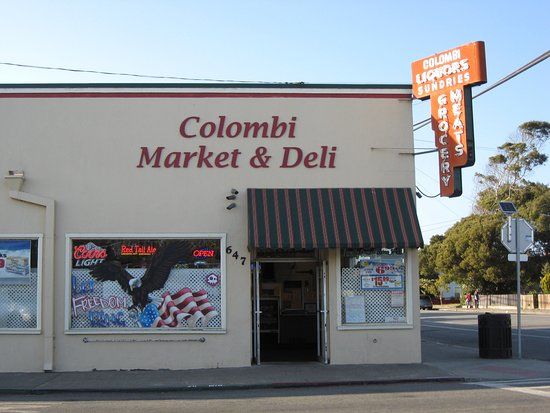 COLOMBI
LIQUORS
SUNDRIES
GROCERY
MEATS
Colombi
Market & Deli
Coors
LIGHT
Red Tail Ale
OPEN
647
FREEDOM